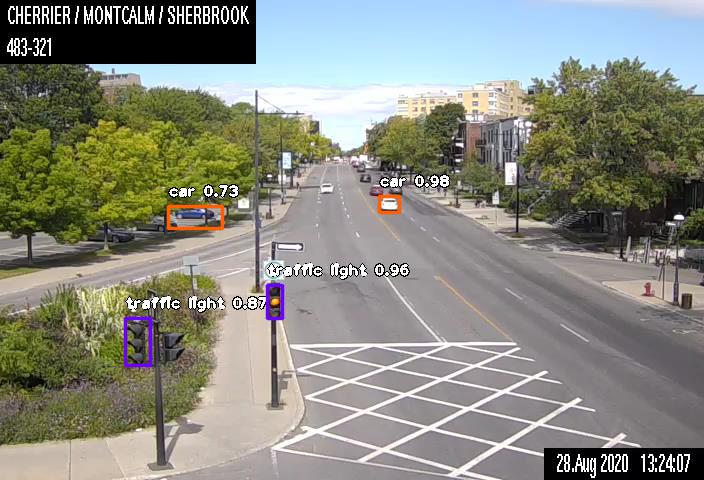 CHERRIER / MONTCALM / SHERBROOK
483-321
car 0.73
car 0.98
traffic light 0.96
traffic light 0.87
28.Aug 2020 13:24:07